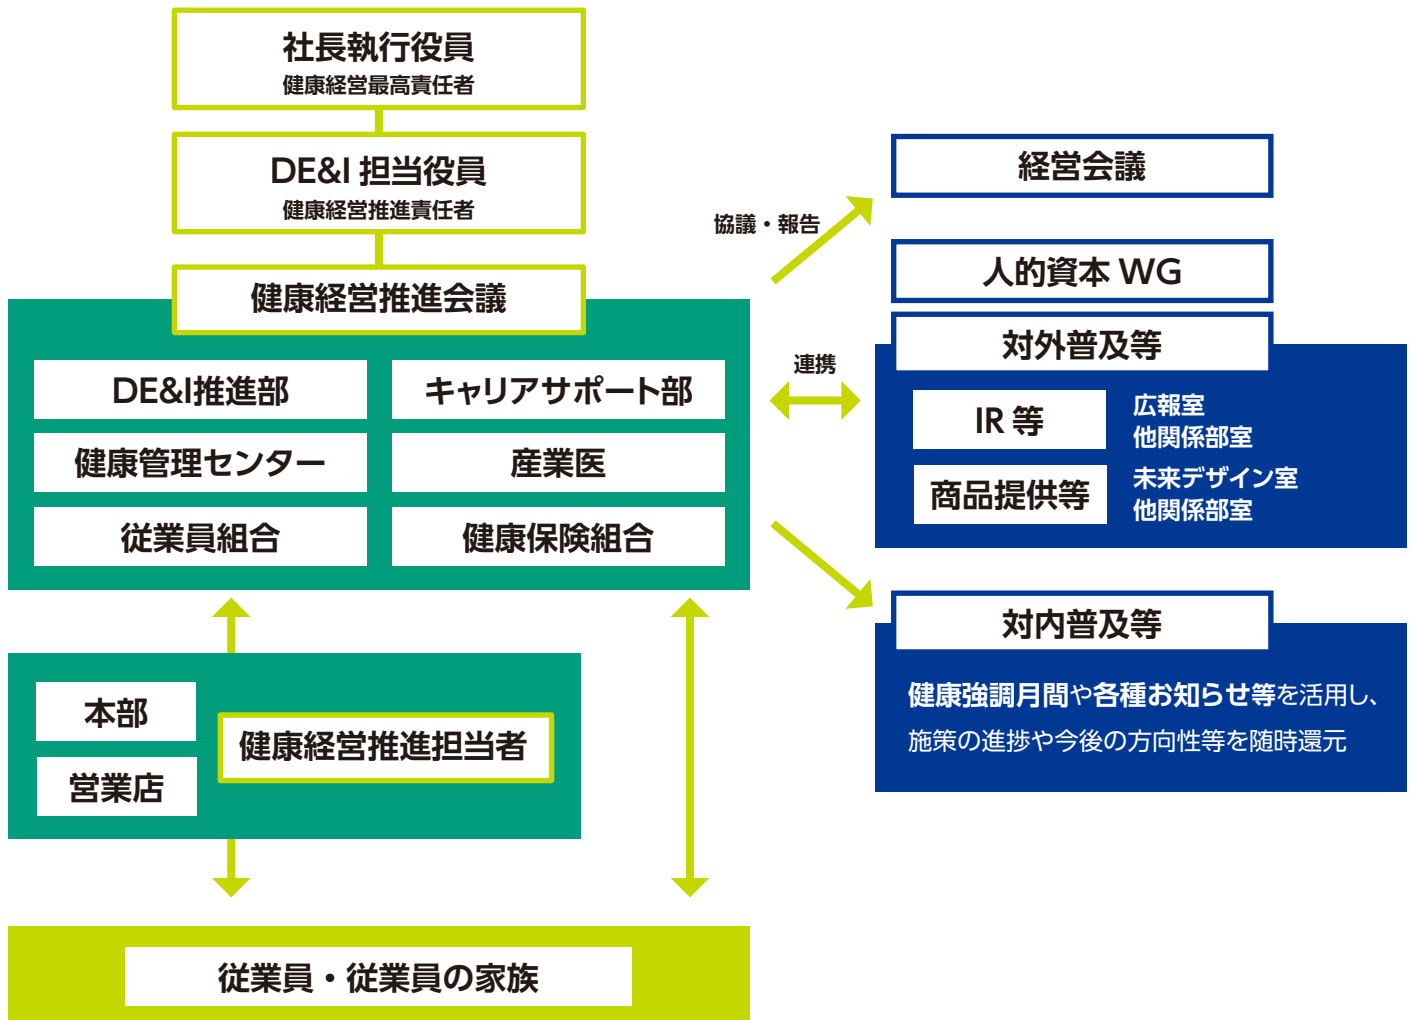 社長執行役員
健康経営最高責任者
DE&I 担当役員
健康経営推進責任者
健康経営推進会議
DE&I推進部
キャリアサポート部
健康管理センター
産業医
従業員組合
健康保険組合
本部
営業店
健康経営推進担当者
従業員・従業員の家族
協議・報告
連携
経営会議
人的資本 WG
対外普及等
IR 等
広報室
他関係部室
商品提供等
未来デザイン室
他関係部室
対内普及等
健康強調月間や各種お知らせ等を活用し、
施策の進捗や今後の方向性等を随時還元